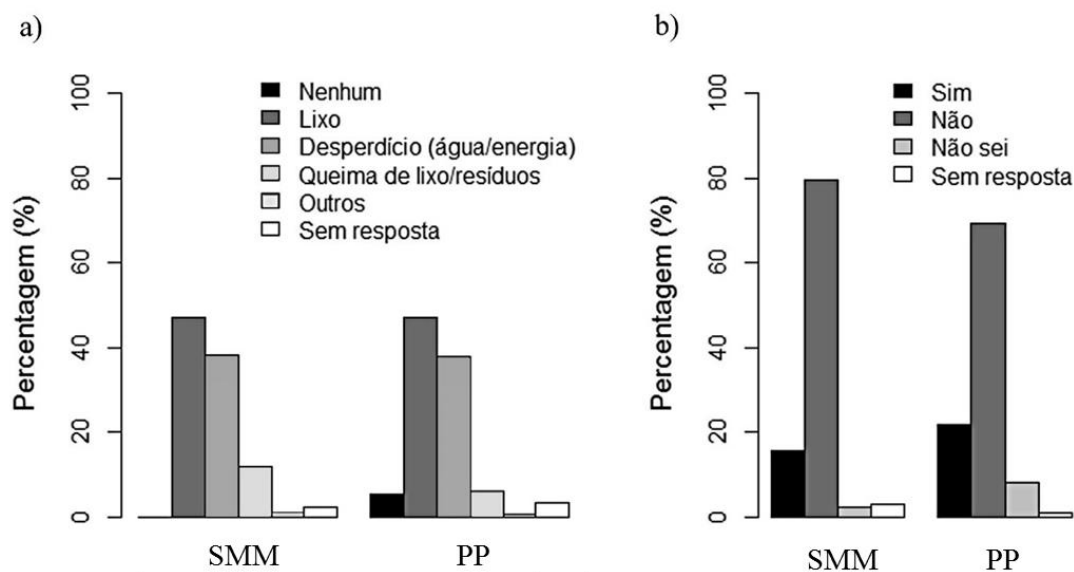 a)
Percentagem (%)
100
80
60
40
20
0
Nenhum
Lixo
Desperdício (água/energia)
Queima de lixo/resíduos
Outros
Sem resposta
SMM
PP
b)
Percentagem (%)
100
80
60
40
20
0
Sim
Não
Não sei
Sem resposta
SMM
PP